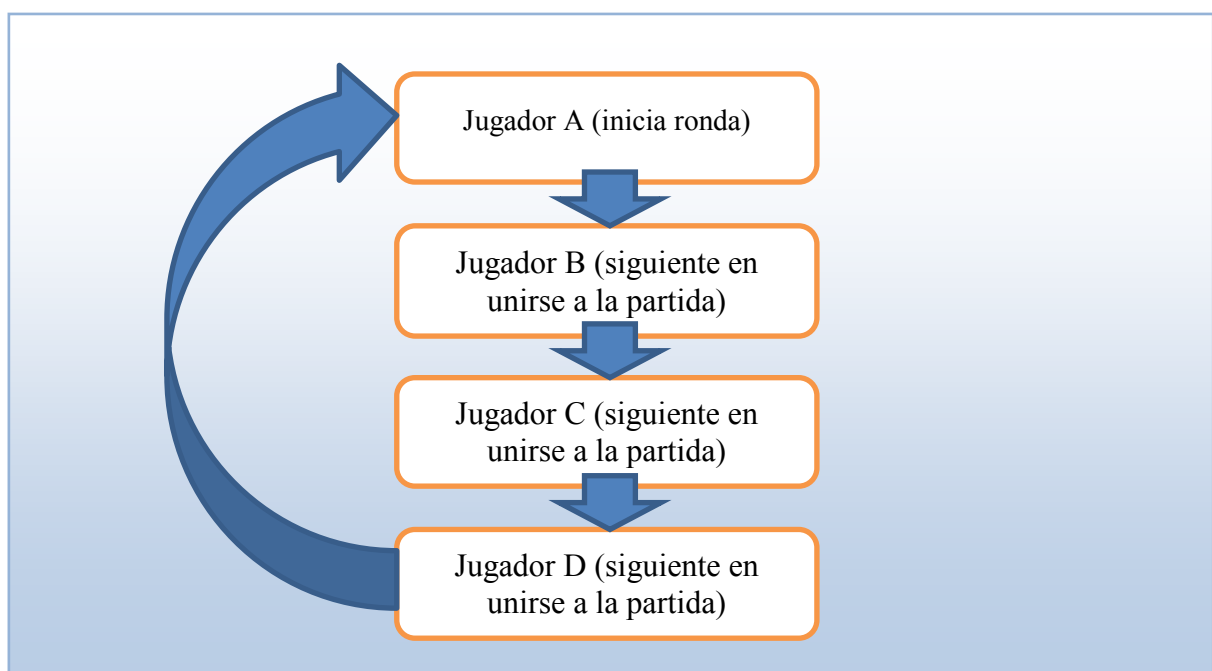 Jugador A (inicia ronda)
Jugador B (siguiente en
unirse a la partida)
Jugador C (siguiente en
unirse a la partida)
Jugador D (siguiente en
unirse a la partida)